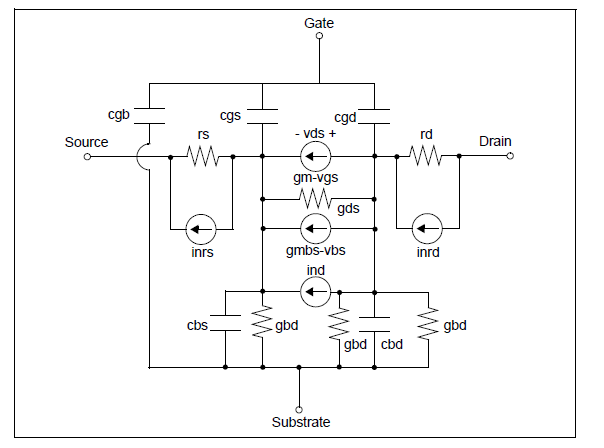 Gate
cgb
cgs
cgd
rs
- vds +
rd
Source
Drain
gm-vgs
gds
inrs
gmbs-vbs
inrd
ind
cbs
gbd
gbd
cbd
gbd
Substrate